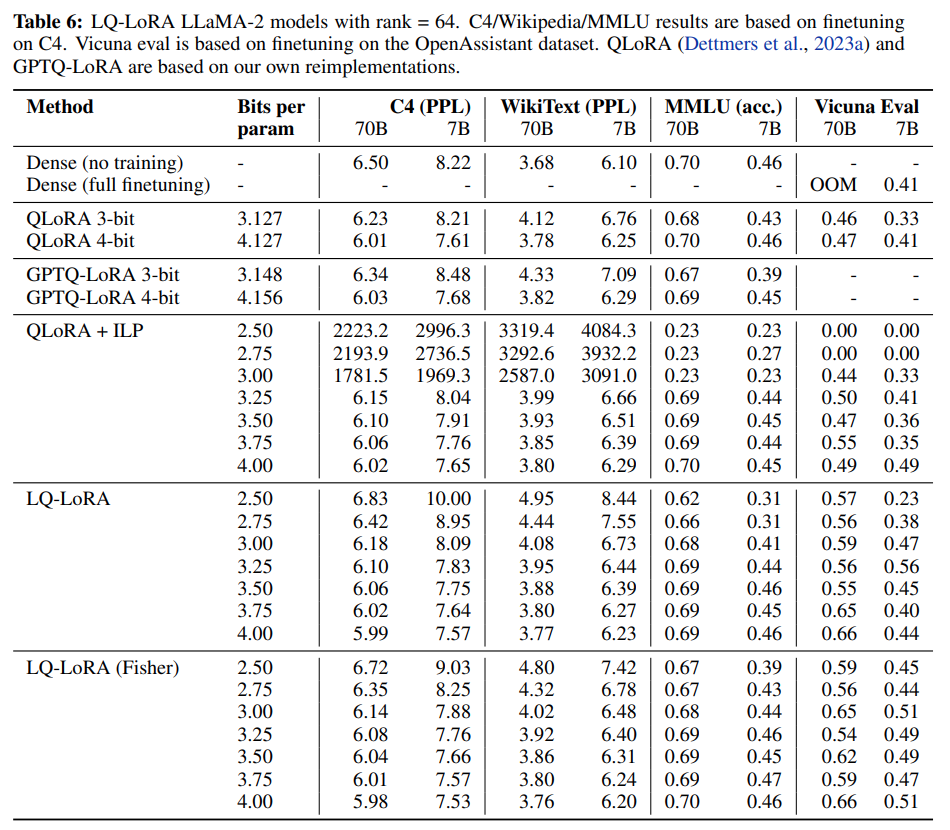 Table 6: LQ-LoRA LLaMA-2 models with rank = 64. C4/Wikipedia/MMLU results are based on finetuning
on C4. Vicuna eval is based on finetuning on the OpenAssistant dataset. QLoRA (Dettmers et al., 2023a) and
GPTQ-LoRA are based on our own reimplementations.
Method Bits per C4 (PPL) WikiText (PPL) MMLU (acc.) Vicuna Eval
param 70B 7B 70B 7B 70B 7B 70B 7B
Dense (no training) - 6.50 8.22 3.68 6.10 0.70 0.46 - -
Dense (full finetuning) - - - - - - - OOM 0.41
QLoRA 3-bit 3.127 6.23 8.21 4.12 6.76 0.68 0.43 0.46 0.33
QLoRA 4-bit 4.127 6.01 7.61 3.78 6.25 0.70 0.46 0.47 0.41
GPTQ-LoRA 3-bit 3.148 6.34 8.48 4.33 7.09 0.67 0.39 - -
GPTQ-LoRA 4-bit 4.156 6.03 7.68 3.82 6.29 0.69 0.45 - -
QLoRA + ILP 2.50 2223.2 2996.3 3319.4 4084.3 0.23 0.23 0.00 0.00
2.75 2193.9 2736.5 3292.6 3932.2 0.23 0.27 0.00 0.00
3.00 1781.5 1969.3 2587.0 3091.0 0.23 0.23 0.44 0.33
3.25 6.15 8.04 3.99 6.66 0.69 0.44 0.50 0.41
3.50 6.10 7.91 3.93 6.51 0.69 0.45 0.47 0.36
3.75 6.06 7.76 3.85 6.39 0.69 0.44 0.55 0.35
4.00 6.02 7.65 3.80 6.29 0.70 0.45 0.49 0.49
LQ-LoRA 2.50 6.83 10.00 4.95 8.44 0.62 0.31 0.57 0.23
2.75 6.42 8.95 4.44 7.55 0.66 0.31 0.56 0.38
3.00 6.18 8.09 4.08 6.73 0.68 0.41 0.59 0.47
3.25 6.10 7.83 3.95 6.44 0.69 0.44 0.56 0.56
3.50 6.06 7.75 3.88 6.39 0.69 0.46 0.55 0.45
3.75 6.02 7.64 3.80 6.27 0.69 0.45 0.65 0.40
4.00 5.99 7.57 3.77 6.23 0.69 0.46 0.66 0.44
LQ-LoRA (Fisher) 2.50 6.72 9.03 4.80 7.42 0.67 0.39 0.59 0.45
2.75 6.35 8.25 4.32 6.78 0.67 0.43 0.56 0.44
3.00 6.14 7.88 4.02 6.48 0.68 0.44 0.65 0.51
3.25 6.08 7.76 3.92 6.40 0.69 0.46 0.54 0.49
3.50 6.04 7.66 3.86 6.31 0.69 0.45 0.62 0.49
3.75 6.01 7.57 3.80 6.24 0.69 0.47 0.59 0.47
4.00 5.98 7.53 3.76 6.20 0.70 0.46 0.66 0.51